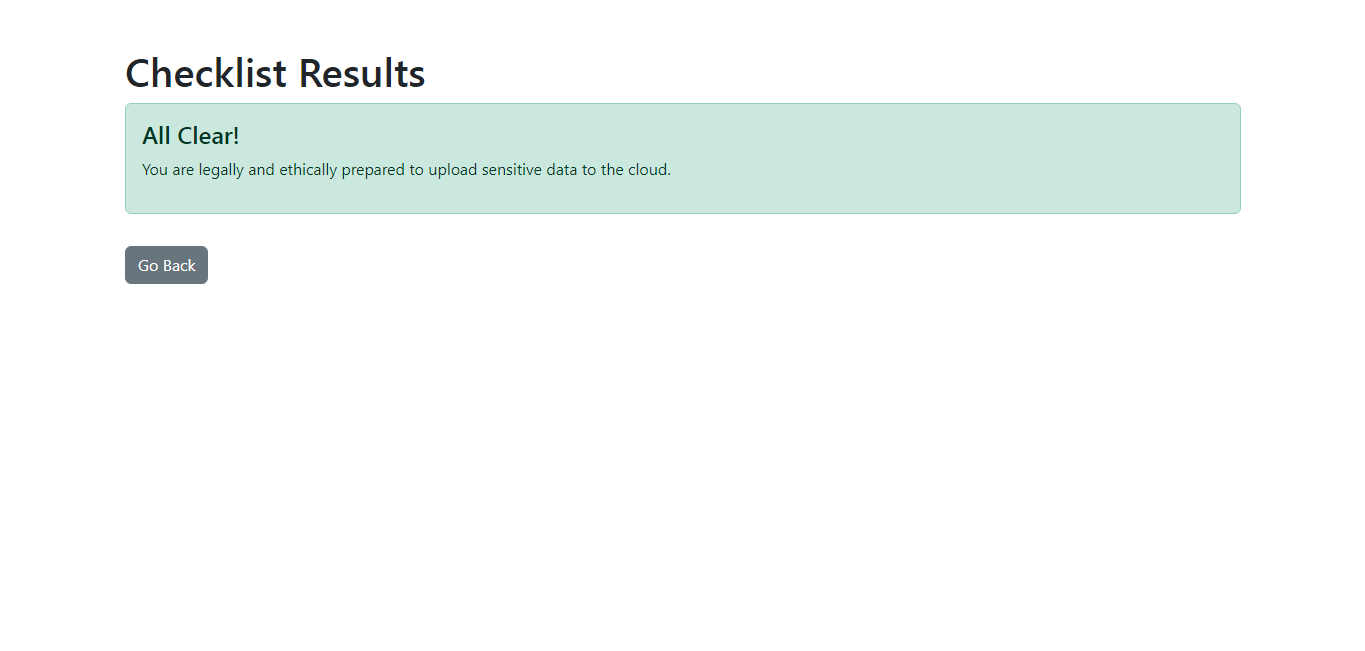 Checklist Results
All Clear!
You are legally and ethically prepared to upload sensitive data to the cloud.
Go Back